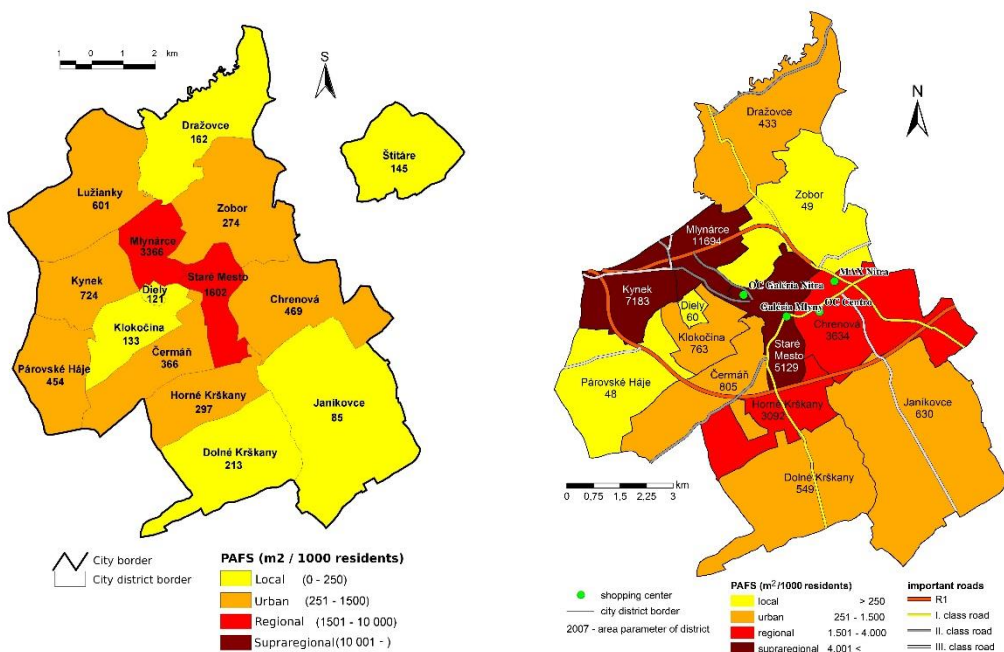 1 0 1 2 km
S
Dražovce
162
Štitáre
145
Lužianky
601
Zobor
274
Mlynárce
3366
Staré Mesto
1602
Kynek
724
Diely
121
Chrenová
469
Klokočina
133
Čermáň
366
Párovské Háje
454
Horné Krškany
297
Janíkovce
85
Dolné Krškany
213
City border
City district border
PAFS (m2 / 1000 residents)
Local (0 - 250)
Urban (251 - 1500)
Regional (1501 - 10 000)
Supraregional (10 001 - )
N
Dražovce
433
Zobor
49
Mlynárce
11694
MAX Nitra
Kynek
7183
OC Galéria Nitra
Diely
60
Galéria Mlyny
OC Centro
Chrenová
3634
Klokočina
763
Staré
Mesto
5129
Párovské Háje
48
Čermáň
805
Horné Krškany
3092
Janíkovce
630
Dolné Krškany
549
km
0 0,75 1,5 2,25 3
shopping center
city district border
2007 - area parameter of district
PAFS (m²/1000 residents)
local > 250
urban 251 - 1.500
regional 1.501 - 4.000
supraregional 4.001 <
important roads
R1
I. class road
II. class road
III. class road